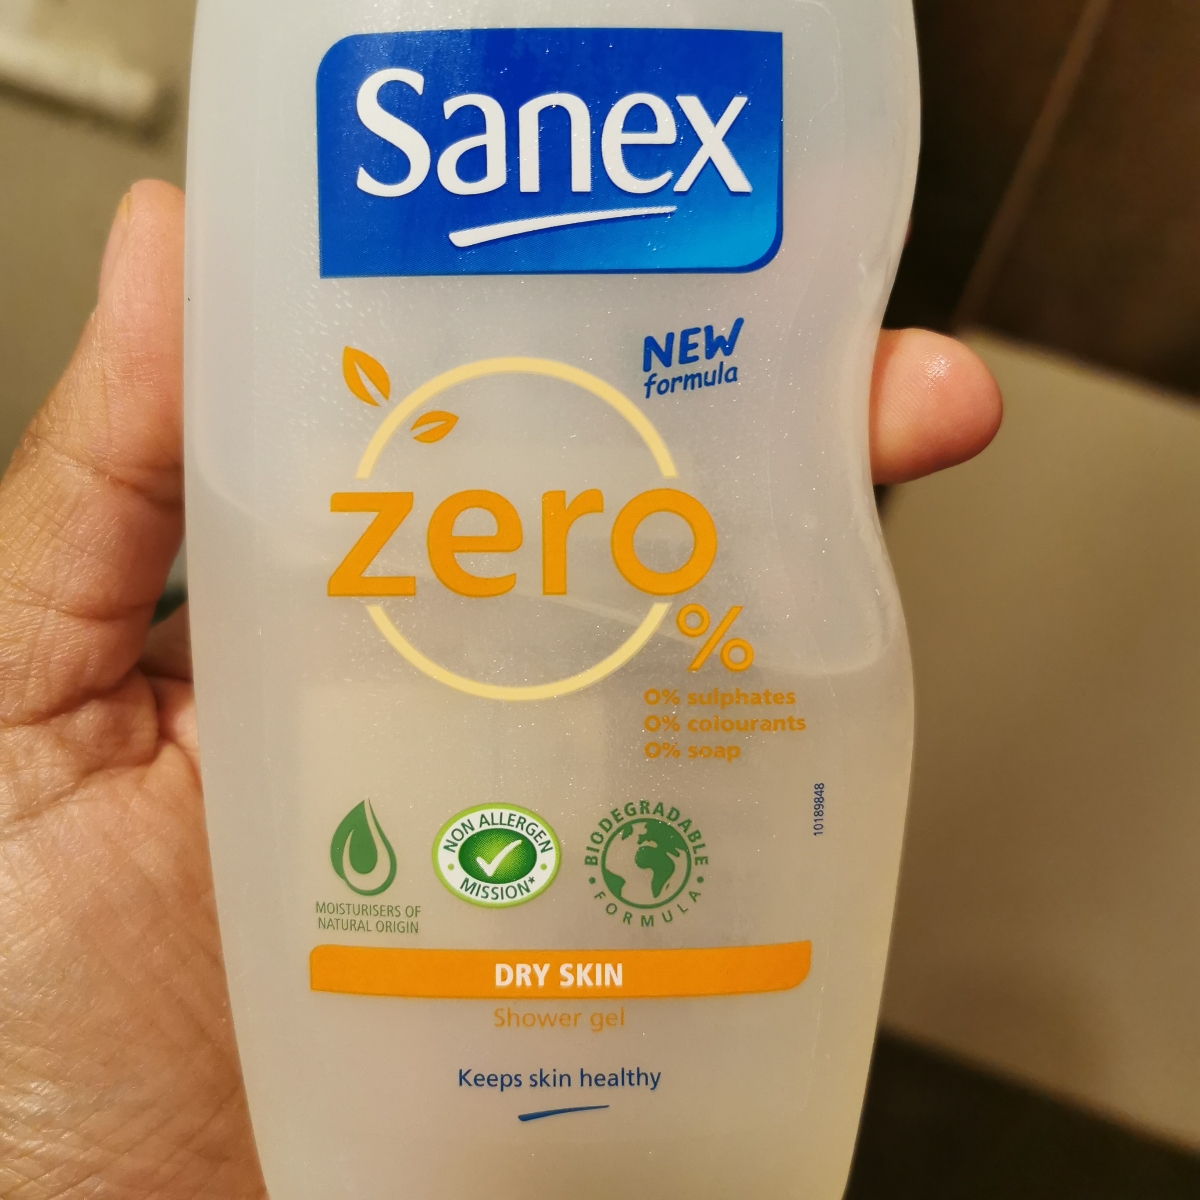 Sanex
NEW
formula
zero
%
0% sulphates
0% colourants
0% soap
10189848
MOISTURISERS OF
NATURAL ORIGIN
NON ALLERGEN
MISSION*
BIODEGRADABLE
FORMULA
DRY SKIN
Shower gel
Keeps skin healthy